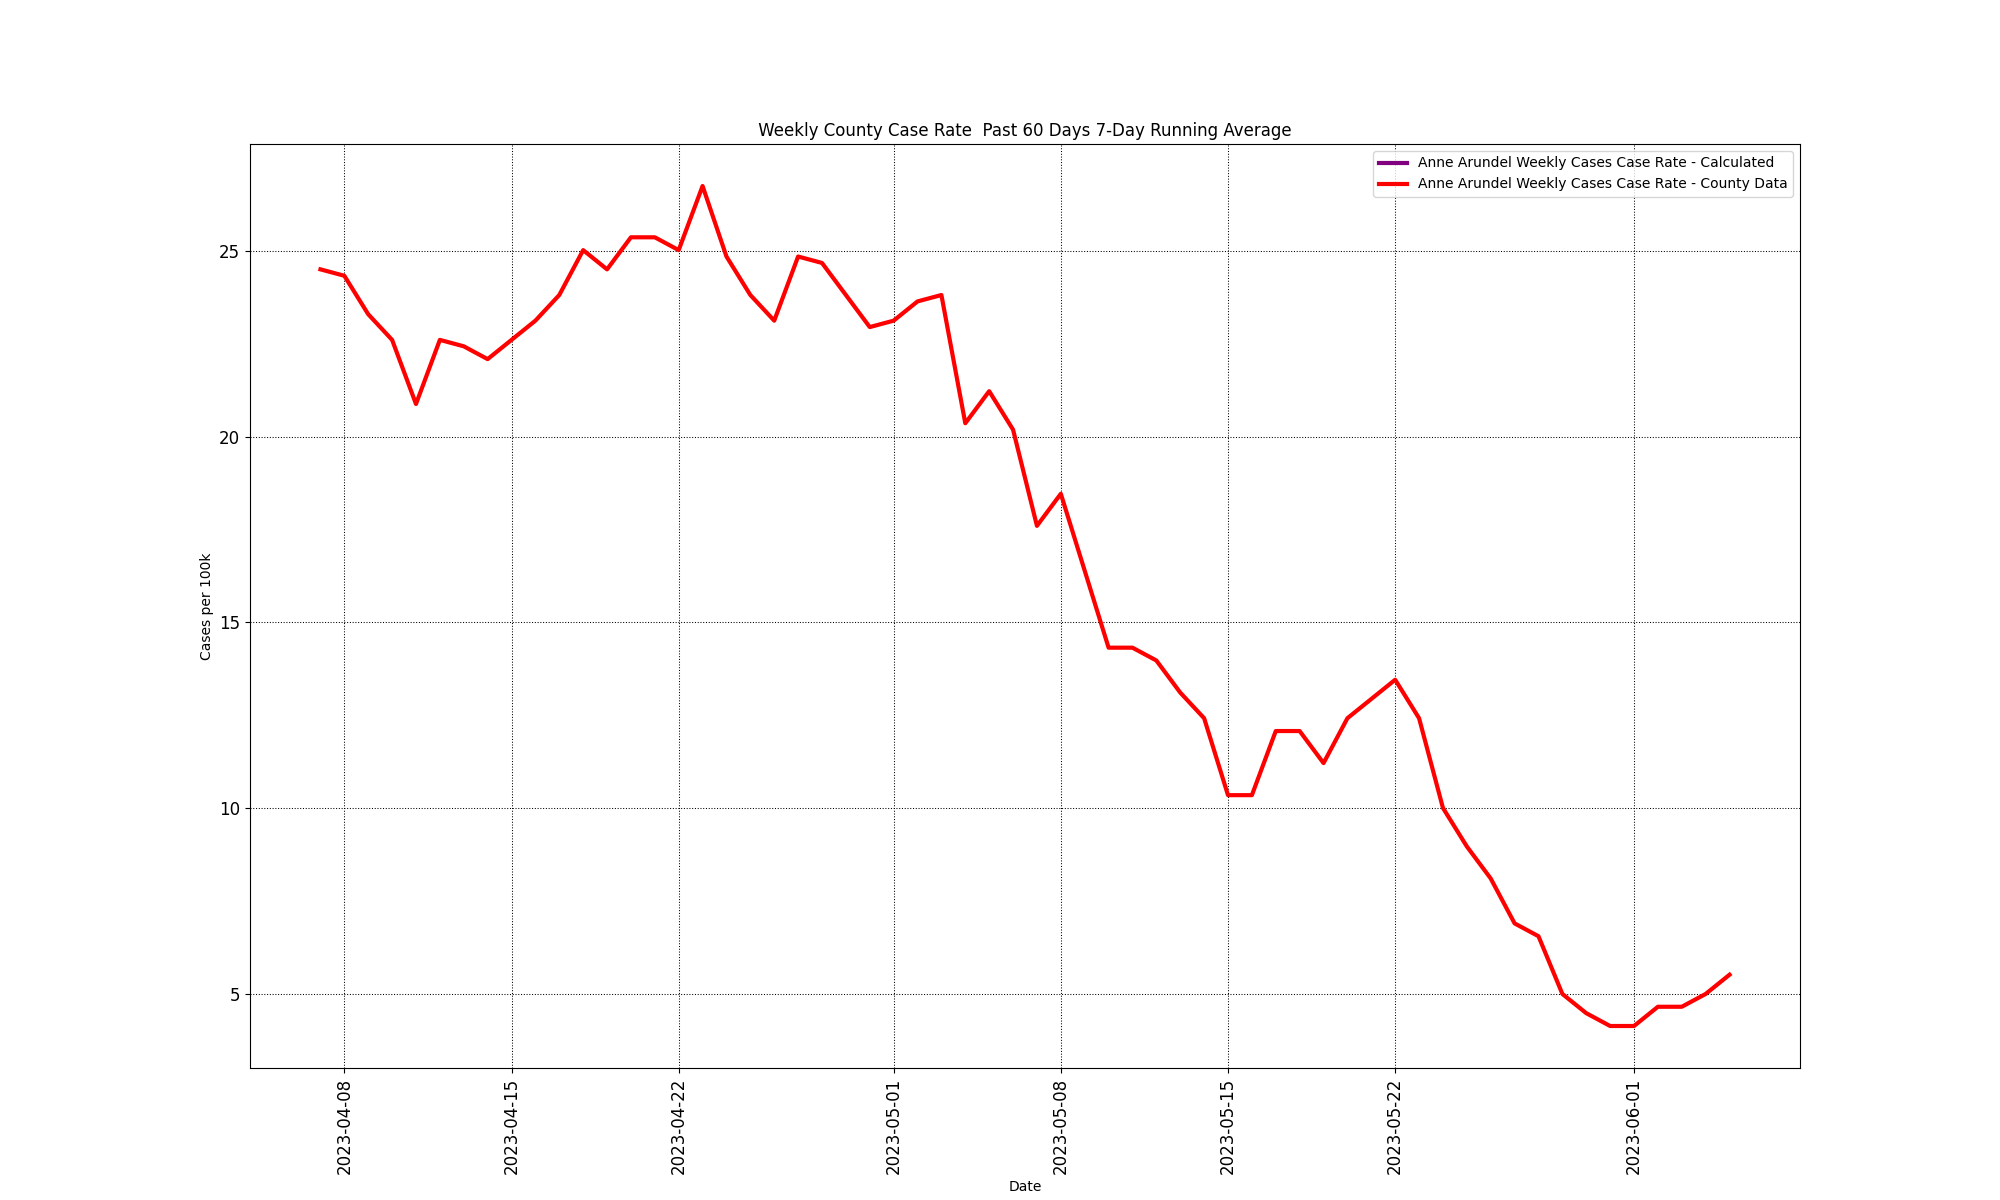 Weekly County Case Rate  Past 60 Days 7-Day Running Average
Anne Arundel Weekly Cases Case Rate - Calculated
Anne Arundel Weekly Cases Case Rate - County Data
25
20
15
10
5
Cases per 100k
2023-04-08
2023-04-15
2023-04-22
2023-05-01
2023-05-08
2023-05-15
2023-05-22
2023-06-01
Date